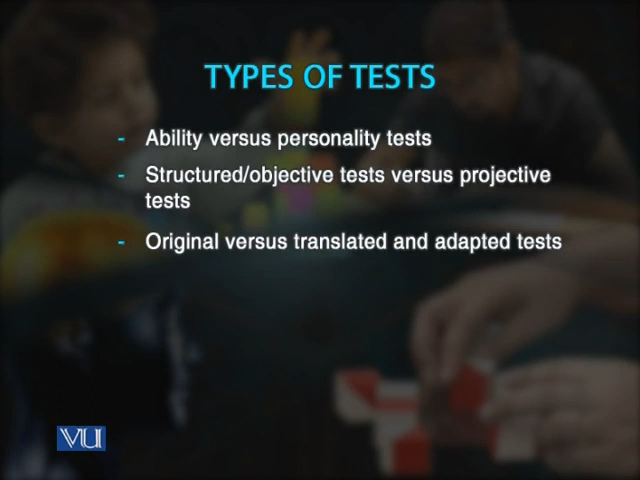 TYPES OF TESTS
- Ability versus personality tests
- Structured/objective tests versus projective
tests
- Original versus translated and adapted tests
VU